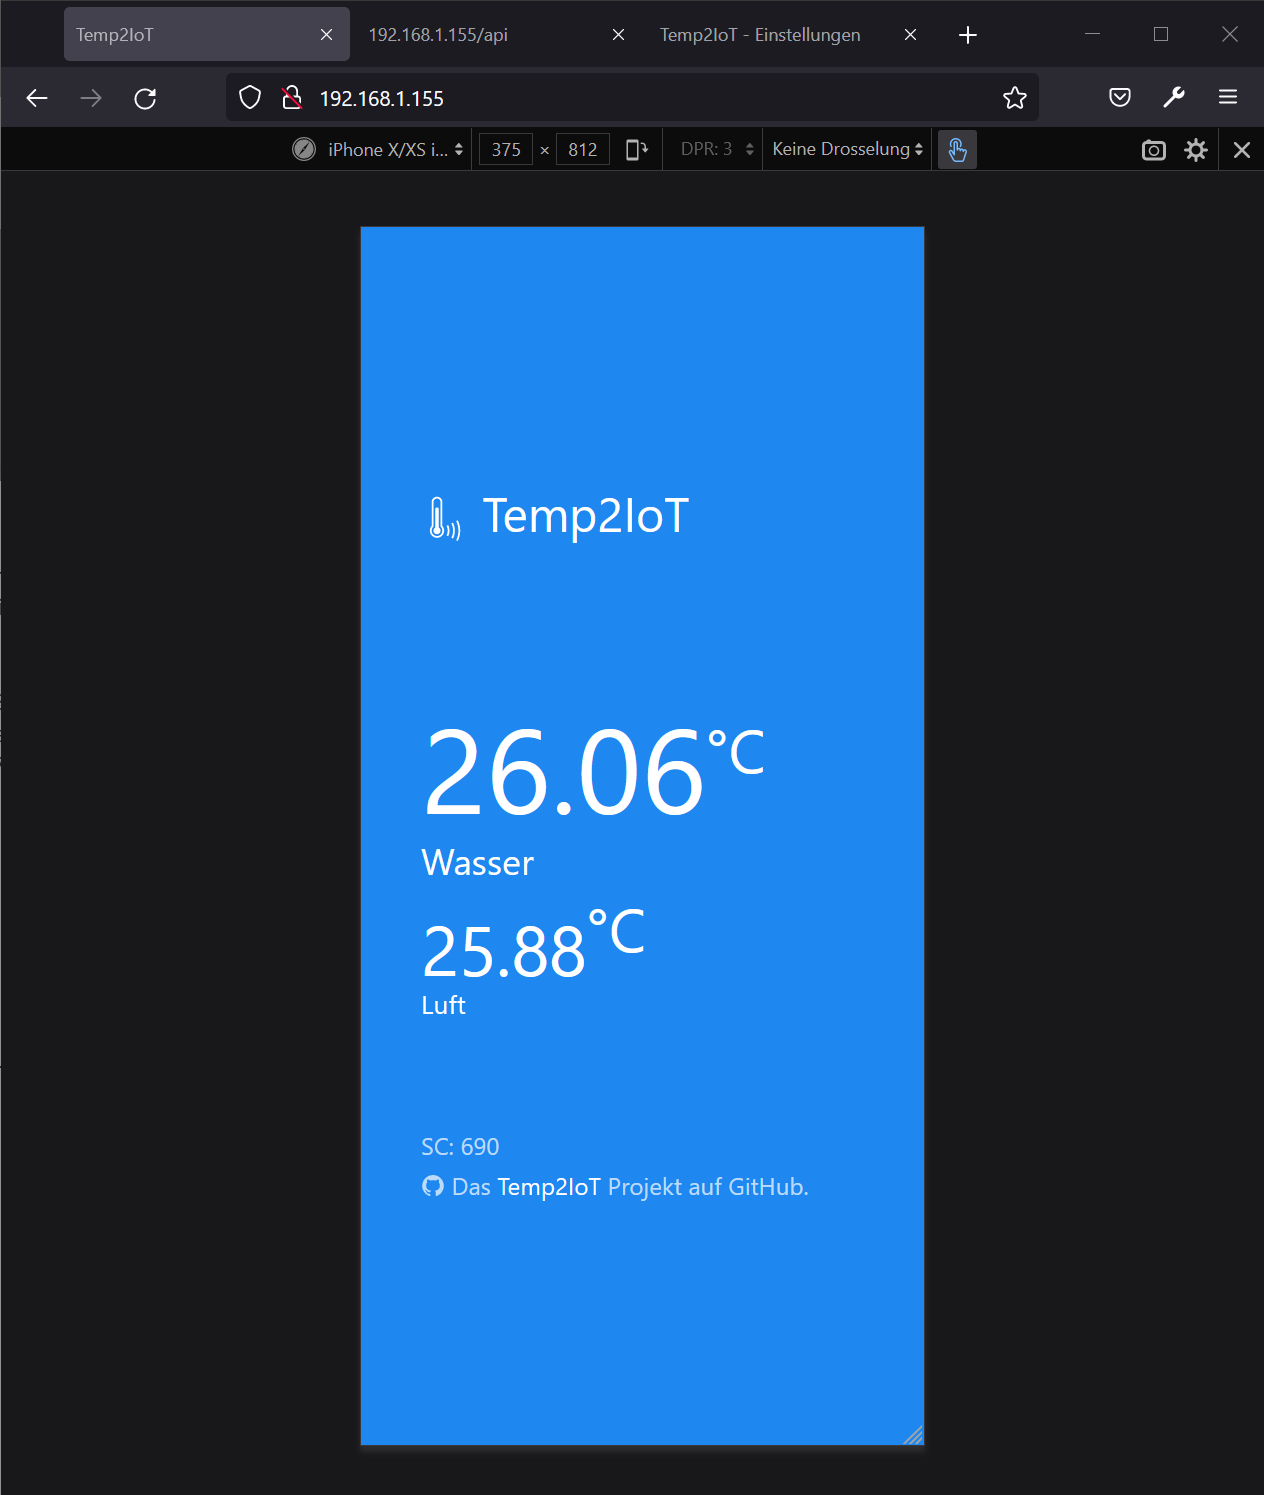 Temp2IoT
192.168.1.155/api
Temp2IoT - Einstellungen
192.168.1.155
iPhone X/XS i...
375 × 812
DPR: 3
Keine Drosselung
Temp2IoT
26.06°C
Wasser
25.88°C
Luft
SC: 690
Das Temp2IoT Projekt auf GitHub.